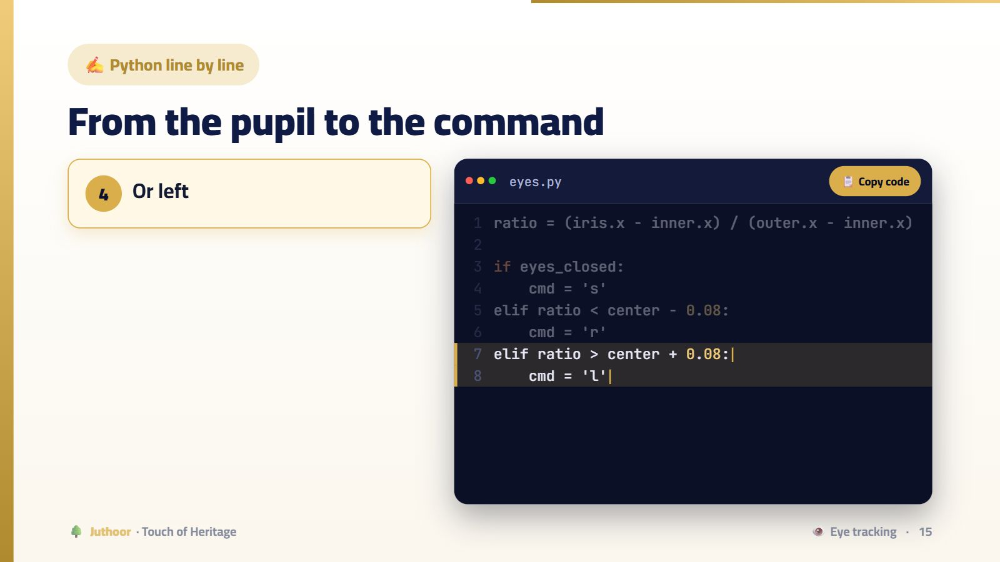 ✍️ Python line by line
From the pupil to the command
4 Or left
eyes.py
📋 Copy code
1 ratio = (iris.x - inner.x) / (outer.x - inner.x)
2
3 if eyes_closed:
4     cmd = 's'
5 elif ratio < center - 0.08:
6     cmd = 'r'
7 elif ratio > center + 0.08:
8     cmd = 'l'
🌳 Juthoor · Touch of Heritage
👁️ Eye tracking · 15